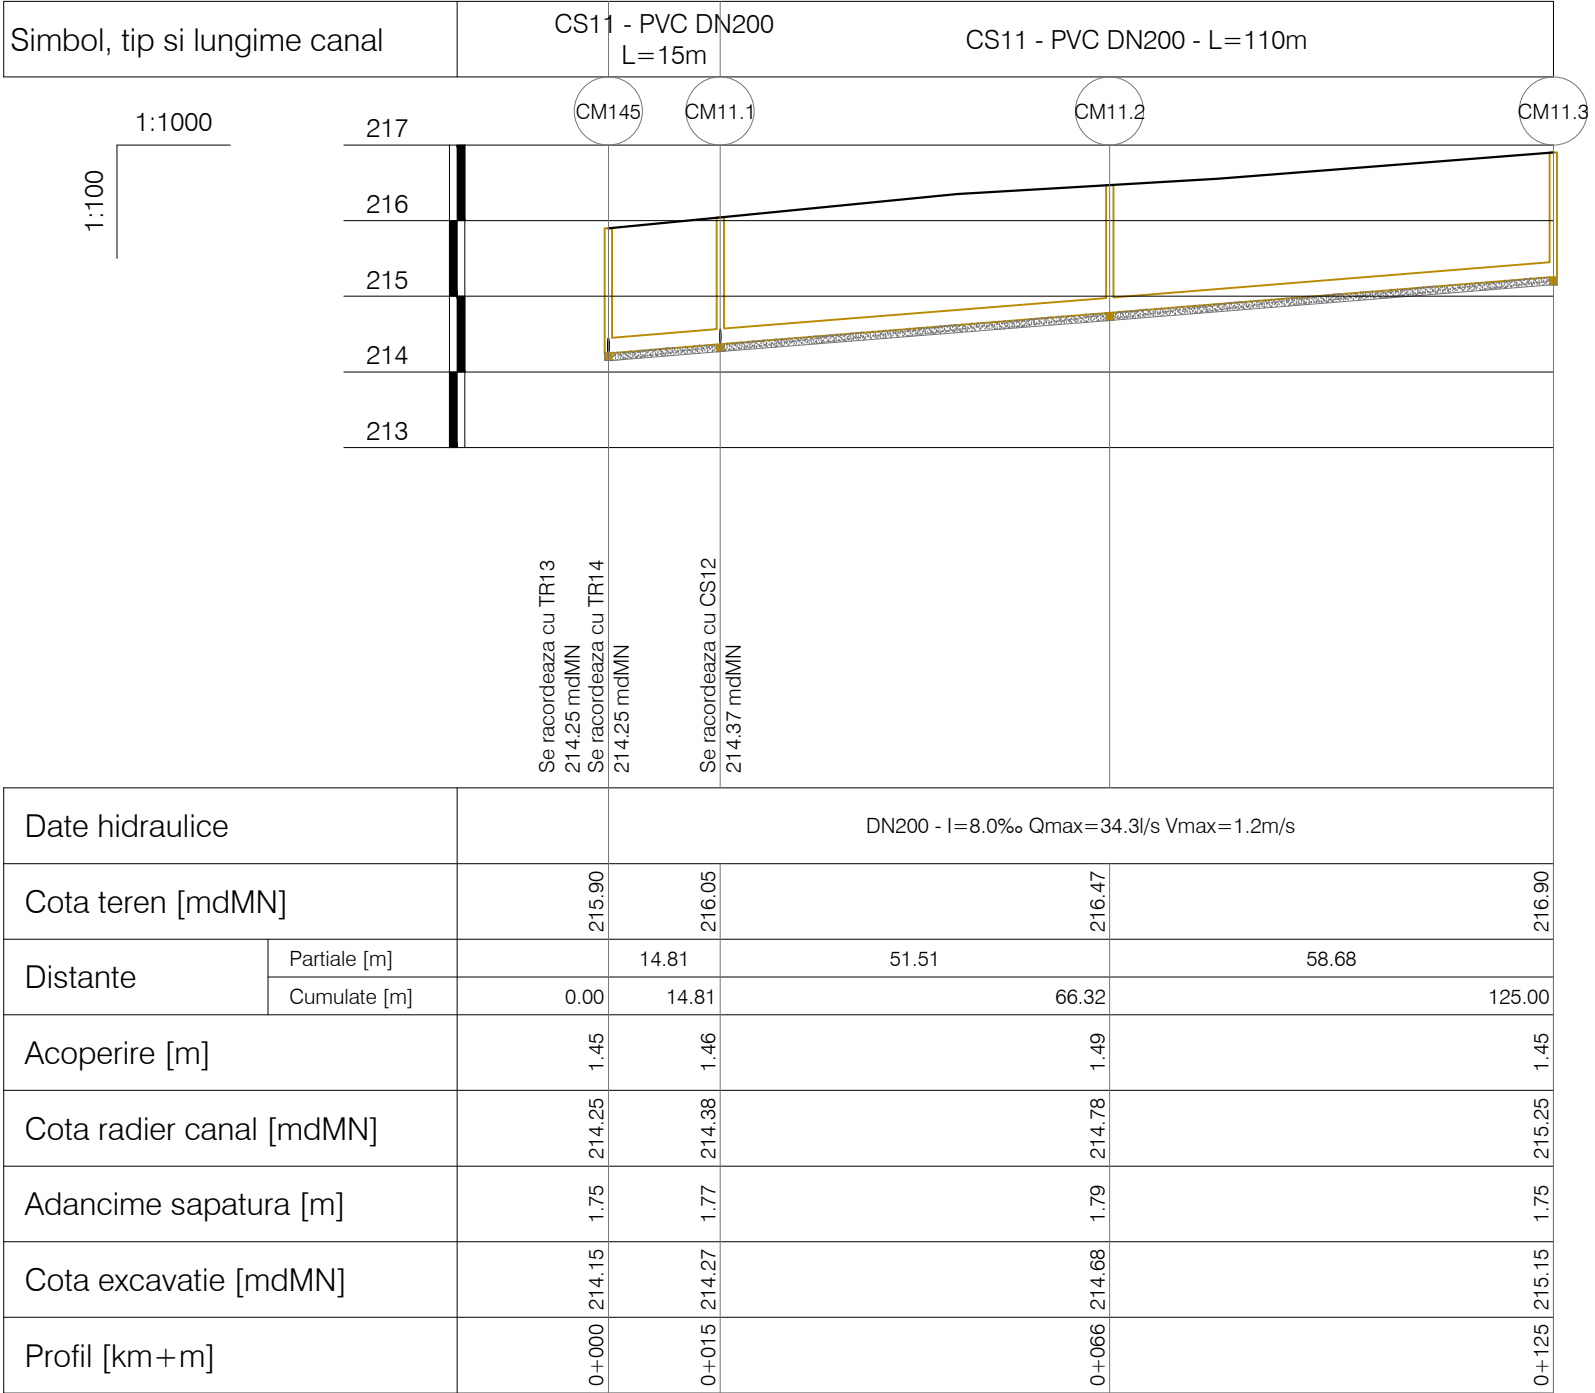 Simbol, tip si lungime canal
CS11 - PVC DN200
L=15m
CS11 - PVC DN200 - L=110m
CM145
CM11.1
CM11.2
CM11.3
1:1000
1:100
217
216
215
214
213
Se racordeaza cu TR13
214.25 mdMN
Se racordeaza cu TR14
214.25 mdMN
Se racordeaza cu CS12
214.37 mdMN
Date hidraulice
DN200 - I=8.0‰ Qmax=34.3l/s Vmax=1.2m/s
Cota teren [mdMN]
215.90
216.05
216.47
216.90
Distante
Partiale [m]
14.81
51.51
58.68
Cumulate [m]
0.00
14.81
66.32
125.00
Acoperire [m]
1.45
1.46
1.49
1.45
Cota radier canal [mdMN]
214.25
214.38
214.78
215.25
Adancime sapatura [m]
1.75
1.77
1.79
1.75
Cota excavatie [mdMN]
214.15
214.27
214.68
215.15
Profil [km+m]
0+000
0+015
0+066
0+125